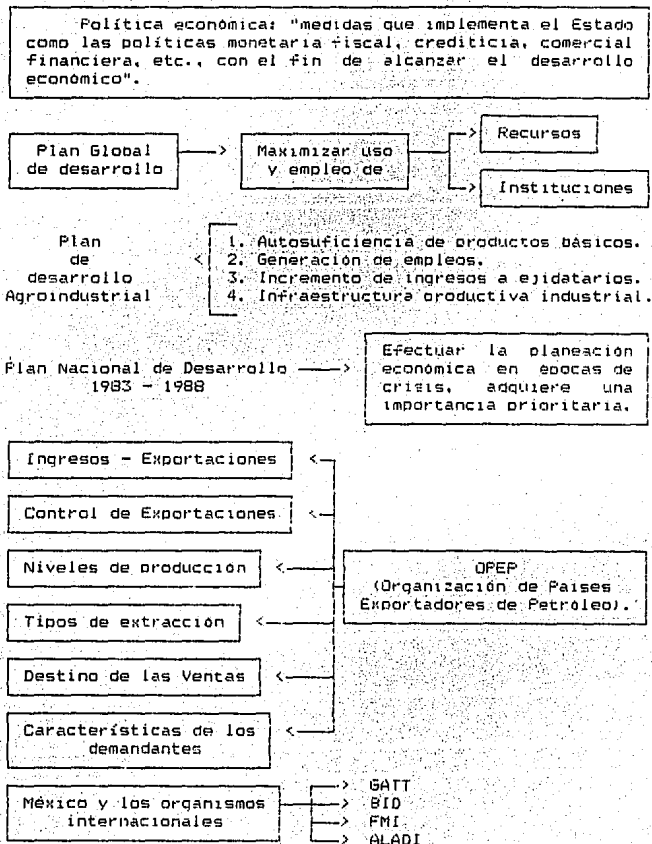 Política económica: "medidas que implementa el Estado
como las políticas monetaria fiscal, crediticia, comercial
financiera, etc., con el fin de alcanzar el desarrollo
económico".
Plan Global
de desarrollo
Maximizar uso
y empleo de
Recursos
Instituciones
Plan
de
desarrollo
Agroindustrial
1. Autosuficiencia de productos básicos.
2. Generación de empleos.
3. Incremento de ingresos a ejidatarios.
4. Infraestructura productiva industrial.
Plan Nacional de Desarrollo
1983 - 1988
Efectuar la planeación
económica en épocas de
crisis, adquiere una
importancia prioritaria.
Ingresos - Exportaciones
Control de Exportaciones
Niveles de producción
Tipos de extracción
Destino de las Ventas
Características de los
demandantes
OPEP
(Organización de Países
Exportadores de Petróleo).
México y los organismos
internacionales
GATT
BID
FMI
ALADI